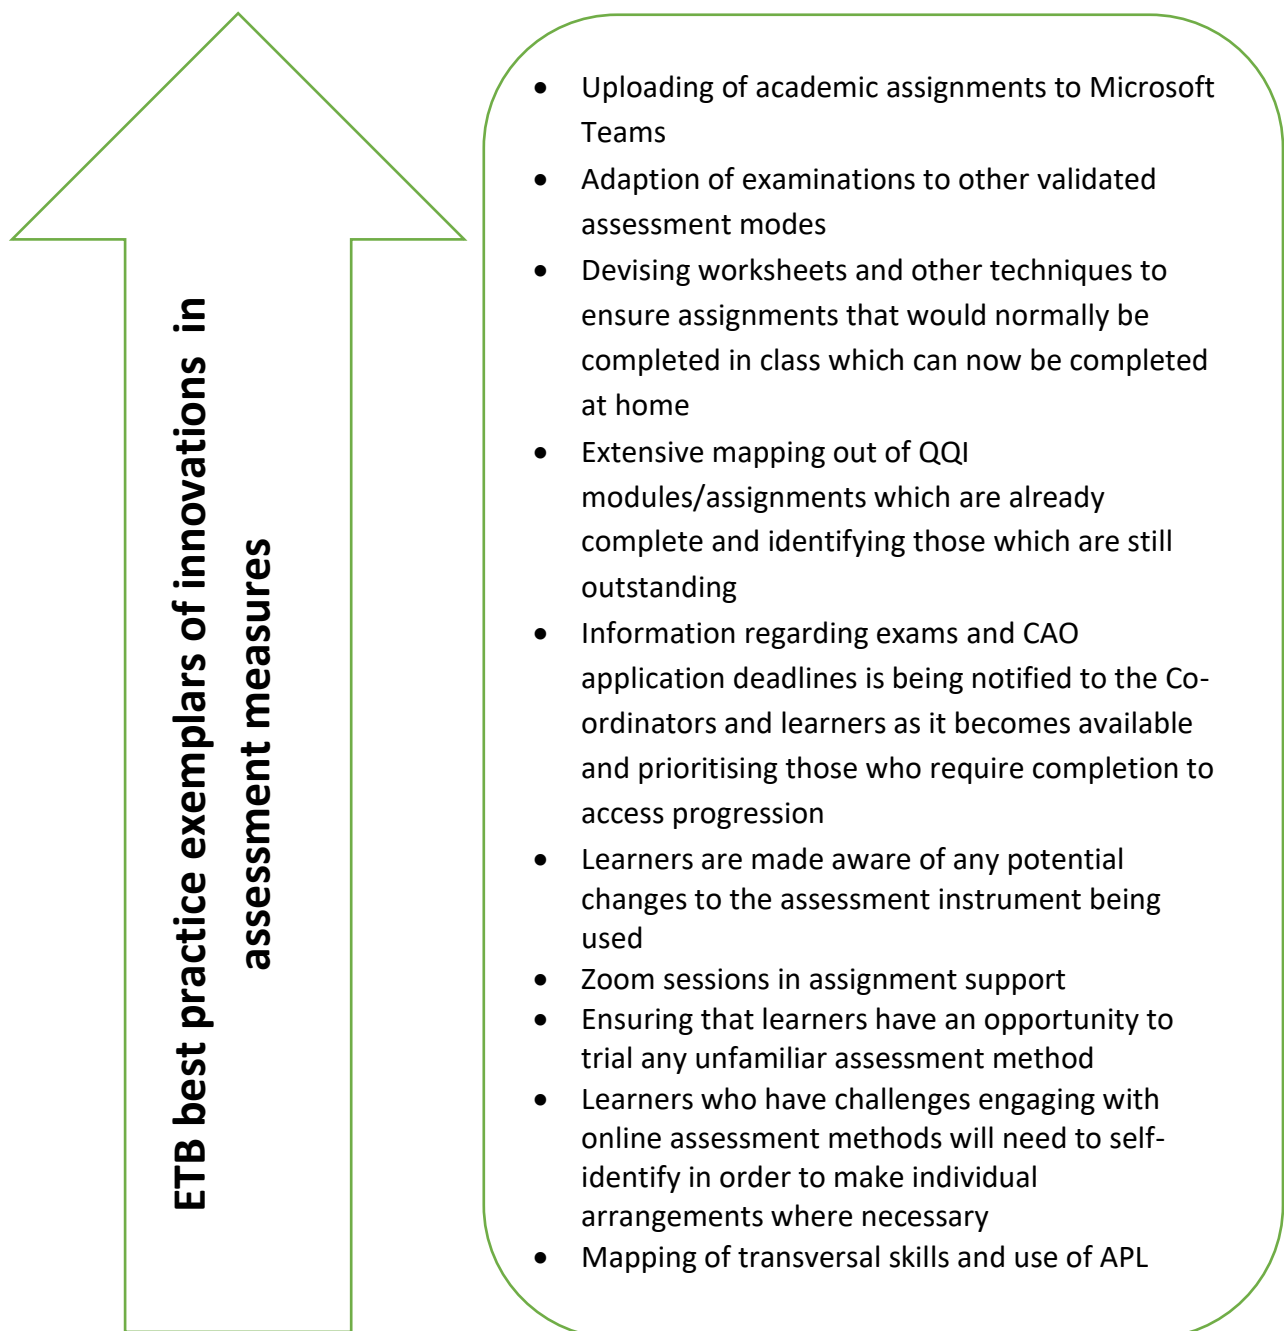 ETB best practice exemplars of innovations in
assessment measures
• Uploading of academic assignments to Microsoft
Teams
• Adaption of examinations to other validated
assessment modes
• Devising worksheets and other techniques to
ensure assignments that would normally be
completed in class which can now be completed
at home
• Extensive mapping out of QQI
modules/assignments which are already
complete and identifying those which are still
outstanding
• Information regarding exams and CAO
application deadlines is being notified to the Co-
ordinators and learners as it becomes available
and prioritising those who require completion to
access progression
• Learners are made aware of any potential
changes to the assessment instrument being
used
• Zoom sessions in assignment support
• Ensuring that learners have an opportunity to
trial any unfamiliar assessment method
• Learners who have challenges engaging with
online assessment methods will need to self-
identify in order to make individual
arrangements where necessary
• Mapping of transversal skills and use of APL